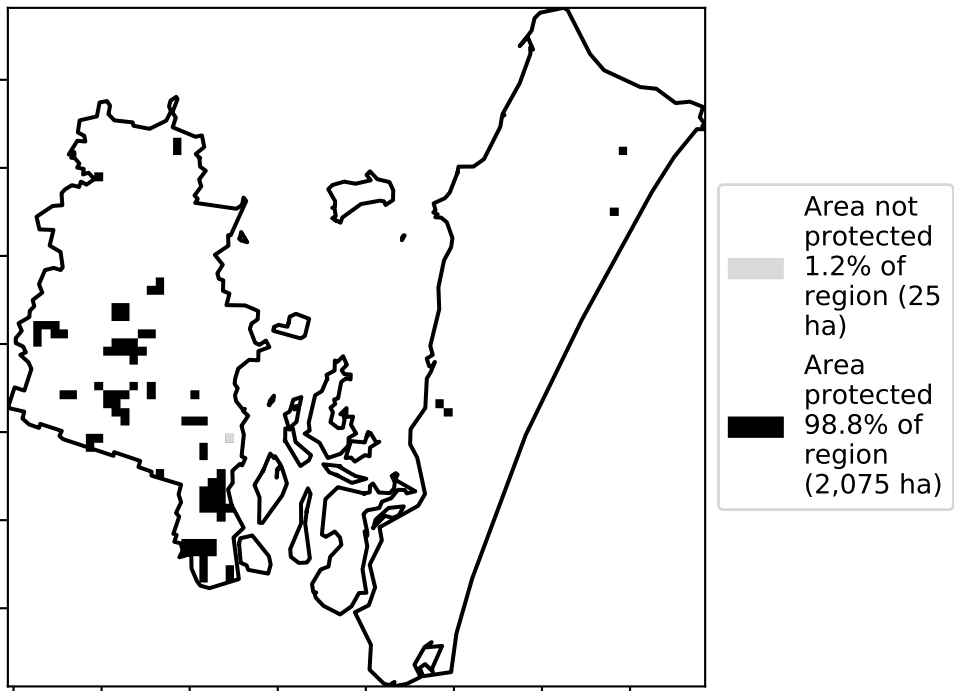 Area not
protected
1.2% of
region (25
ha)
Area
protected
98.8% of
region
(2,075 ha)